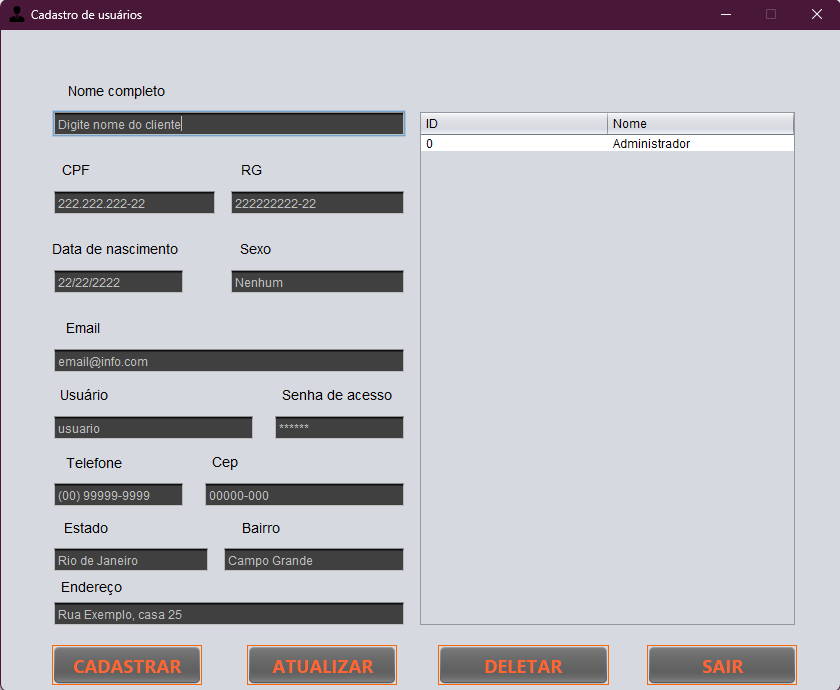 Cadastro de usuários
Nome completo
Digite nome do cliente
ID Nome
0 Administrador
CPF RG
222.222.222-22 222222222-22
Data de nascimento Sexo
22/22/2222 Nenhum
Email
email@info.com
Usuário Senha de acesso
usuario ******
Telefone Cep
(00) 99999-9999 00000-000
Estado Bairro
Rio de Janeiro Campo Grande
Endereço
Rua Exemplo, casa 25
CADASTRAR ATUALIZAR DELETAR SAIR